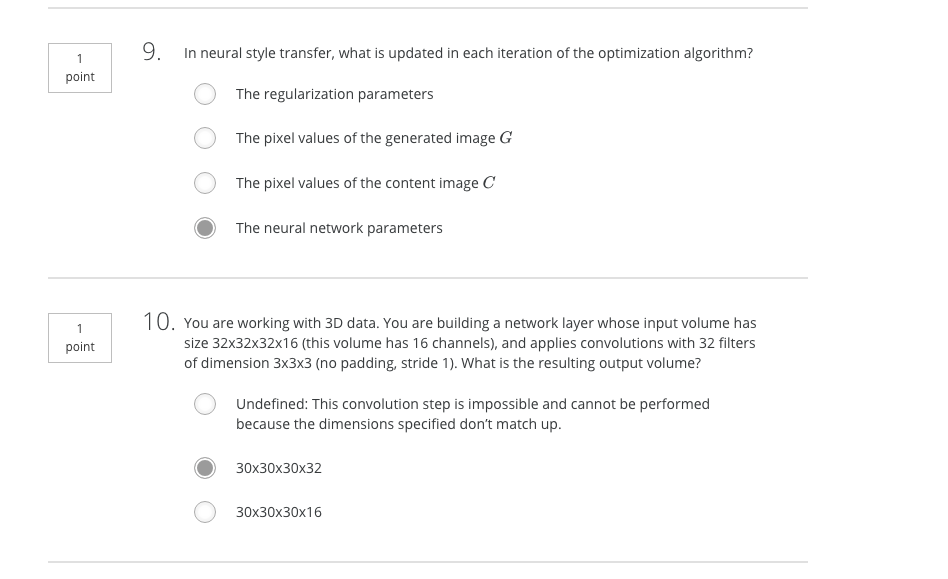 1
point
9. In neural style transfer, what is updated in each iteration of the optimization algorithm?
The regularization parameters
The pixel values of the generated image G
The pixel values of the content image C
The neural network parameters
1
point
10. You are working with 3D data. You are building a network layer whose input volume has
size 32x32x32x16 (this volume has 16 channels), and applies convolutions with 32 filters
of dimension 3x3x3 (no padding, stride 1). What is the resulting output volume?
Undefined: This convolution step is impossible and cannot be performed
because the dimensions specified don’t match up.
30x30x30x32
30x30x30x16